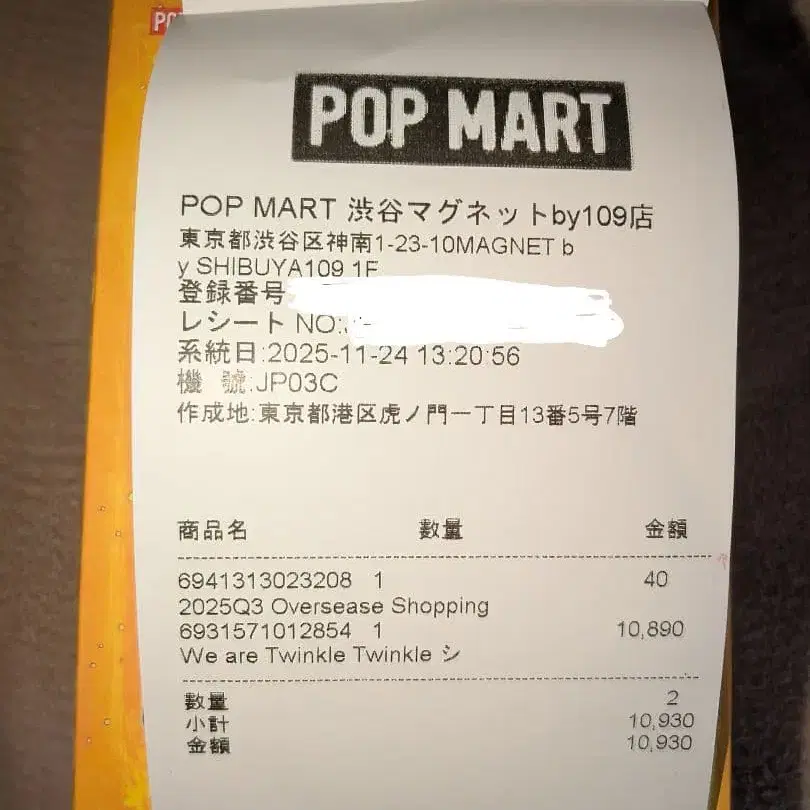 PO
POP MART
POP MART 渋谷マグネットby109店
東京都渋谷区神南1-23-10MAGNET b
y SHIBUYA109 1F
登録番号
レシート NO:
系統日:2025-11-24 13:20:56
機 號:JP03C
作成地:東京都港区虎ノ門一丁目13番5号7階
商品名 数量 金額
6941313023208 1 40
2025Q3 Oversease Shopping
6931571012854 1 10,890
We are Twinkle Twinkle シ
数量 2
小計 10,930
金額 10,930